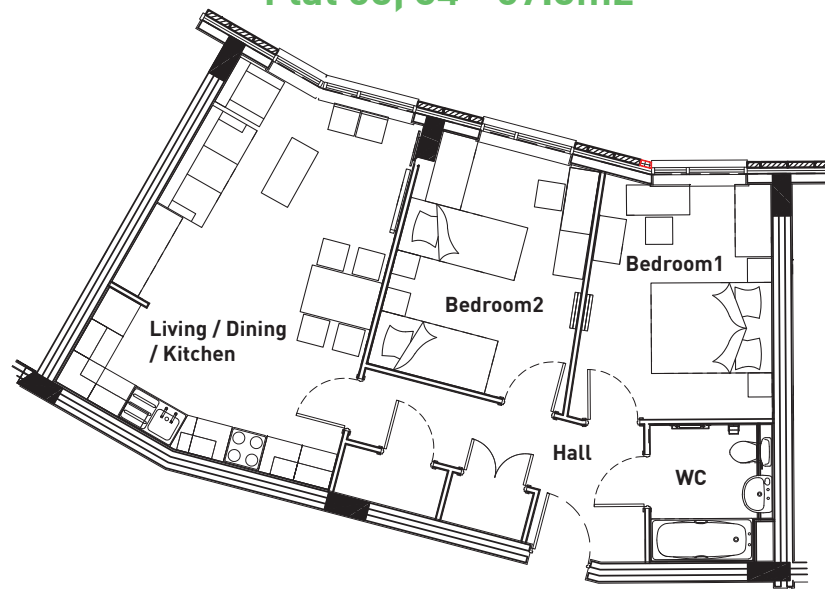 Bedroom1
Bedroom2
Living / Dining
/ Kitchen
Hall
WC